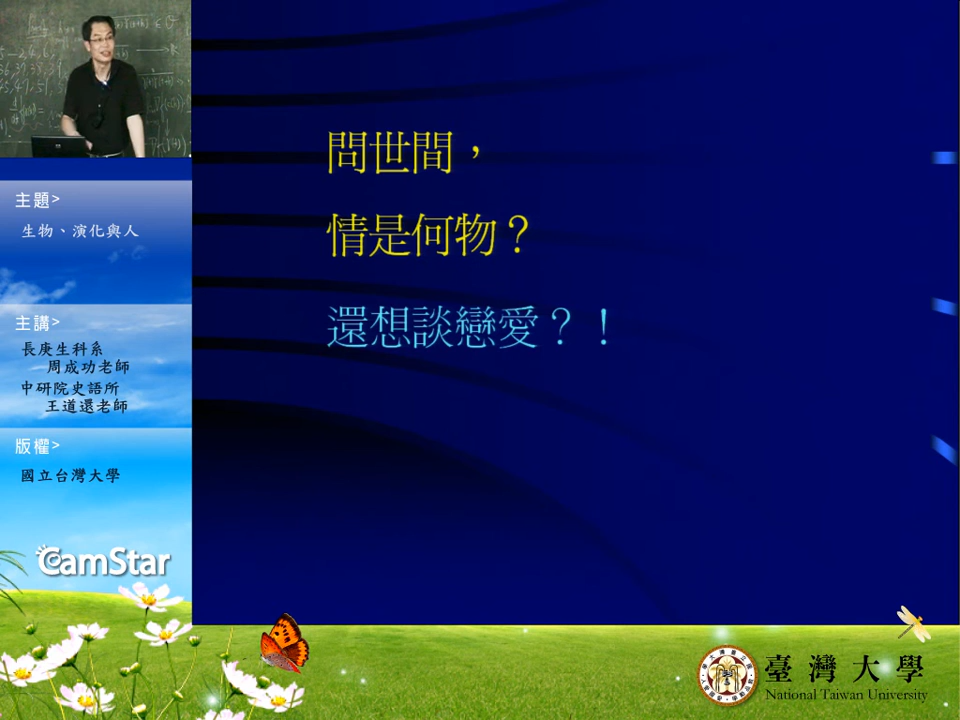 問世間，
情是何物？
還想談戀愛？！
主題>
生物、演化與人
主講>
長庚生科系
周成功老師
中研院史語所
王道還老師
版權>
國立台灣大學
CamStar
臺灣大學
National Taiwan University